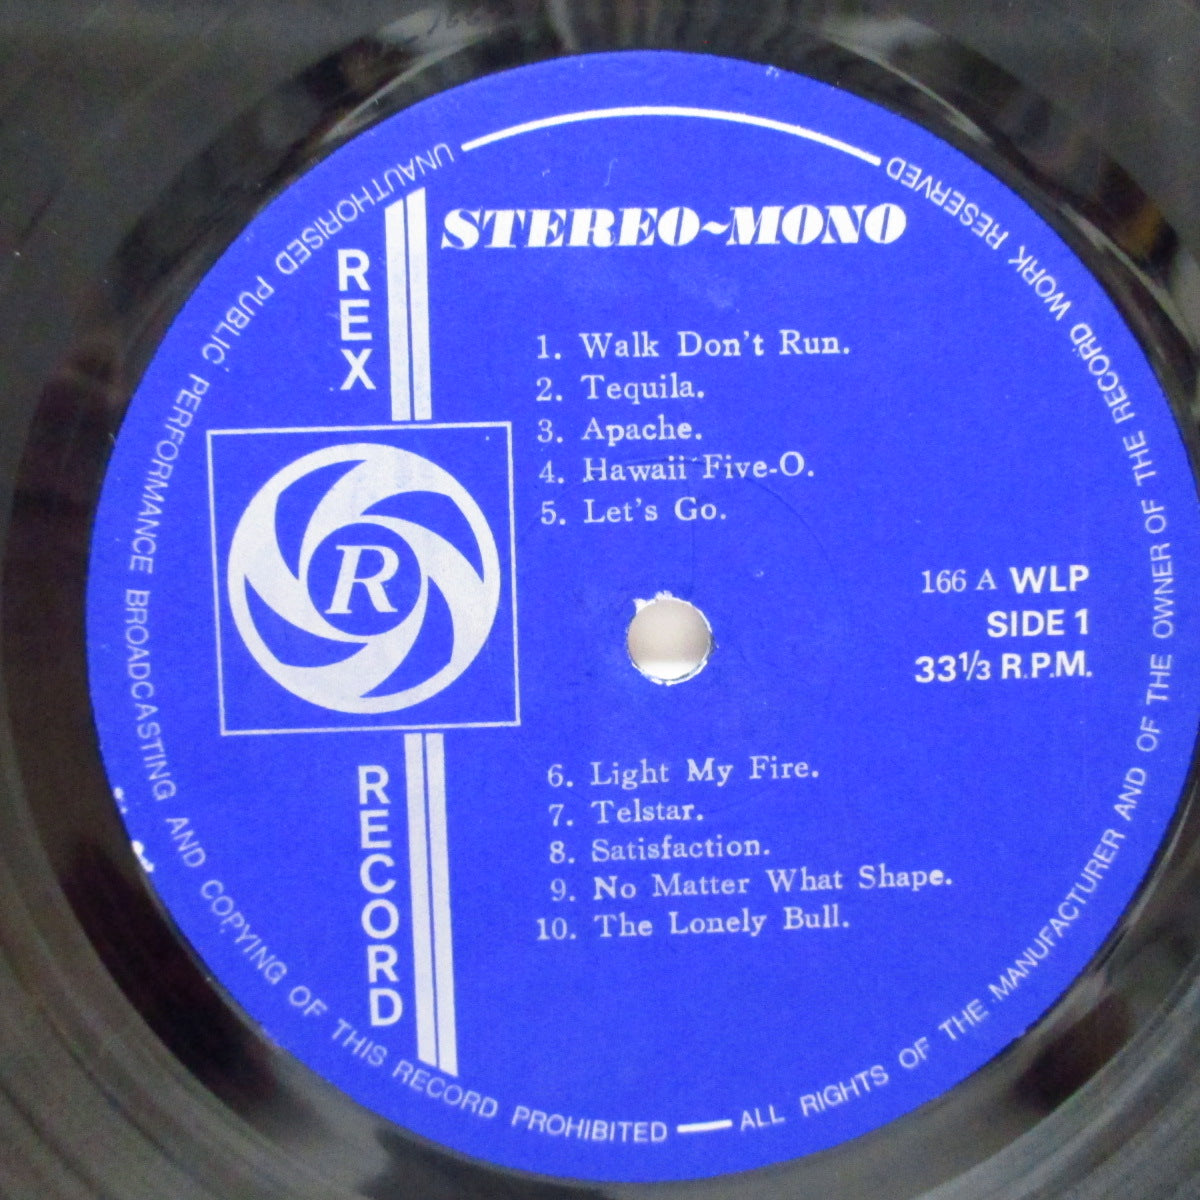 STEREO~MONO
REX
1. Walk Don't Run.
2. Tequila.
3. Apache.
4. Hawaii Five-O.
5. Let's Go.
R
166 A WLP
SIDE 1
33⅓ R.P.M.
6. Light My Fire.
7. Telstar.
8. Satisfaction.
9. No Matter What Shape.
10. The Lonely Bull.
RECORD
UNAUTHORISED PUBLIC PERFORMANCE BROADCASTING AND COPYING OF THIS RECORD PROHIBITED — ALL RIGHTS OF THE MANUFACTURER AND OF THE OWNER OF THE RECORD WORK RESERVED